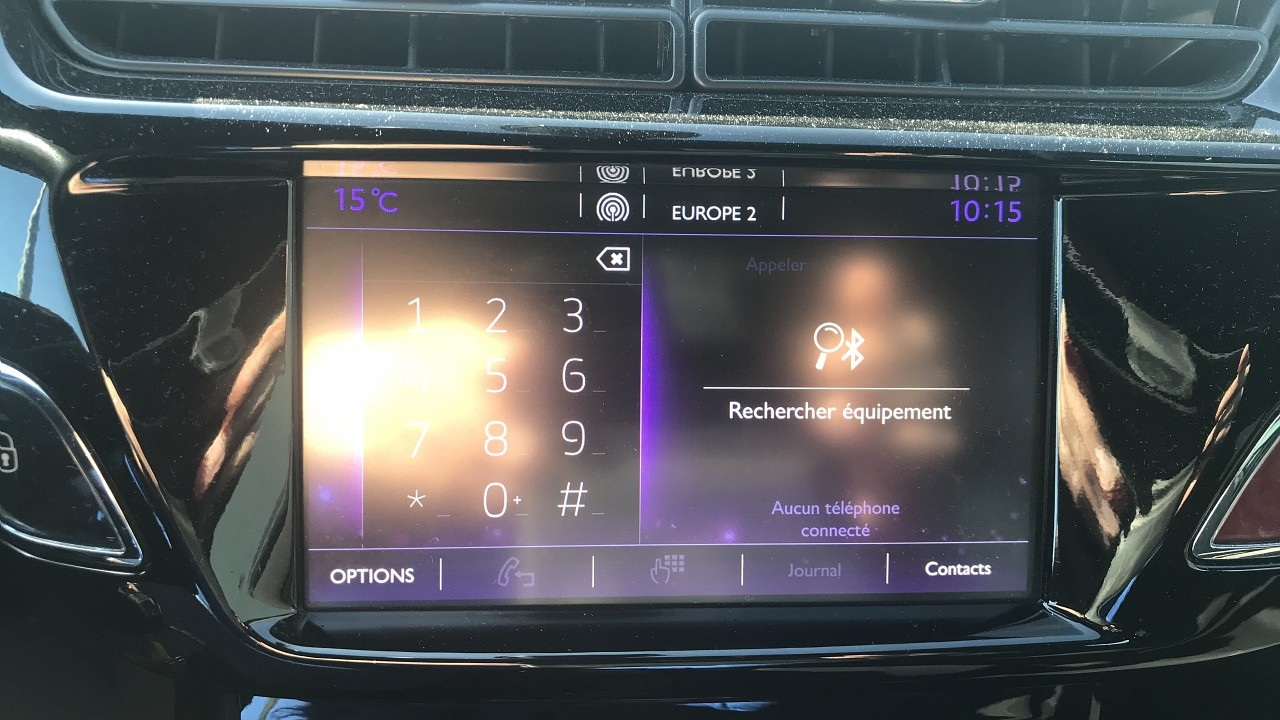 15°C EUROPE 2 10:15
Appeler
1 2 3
5 6
7 8 9
* 0+ #
Rechercher équipement
Aucun téléphone
connecté
OPTIONS Journal Contacts